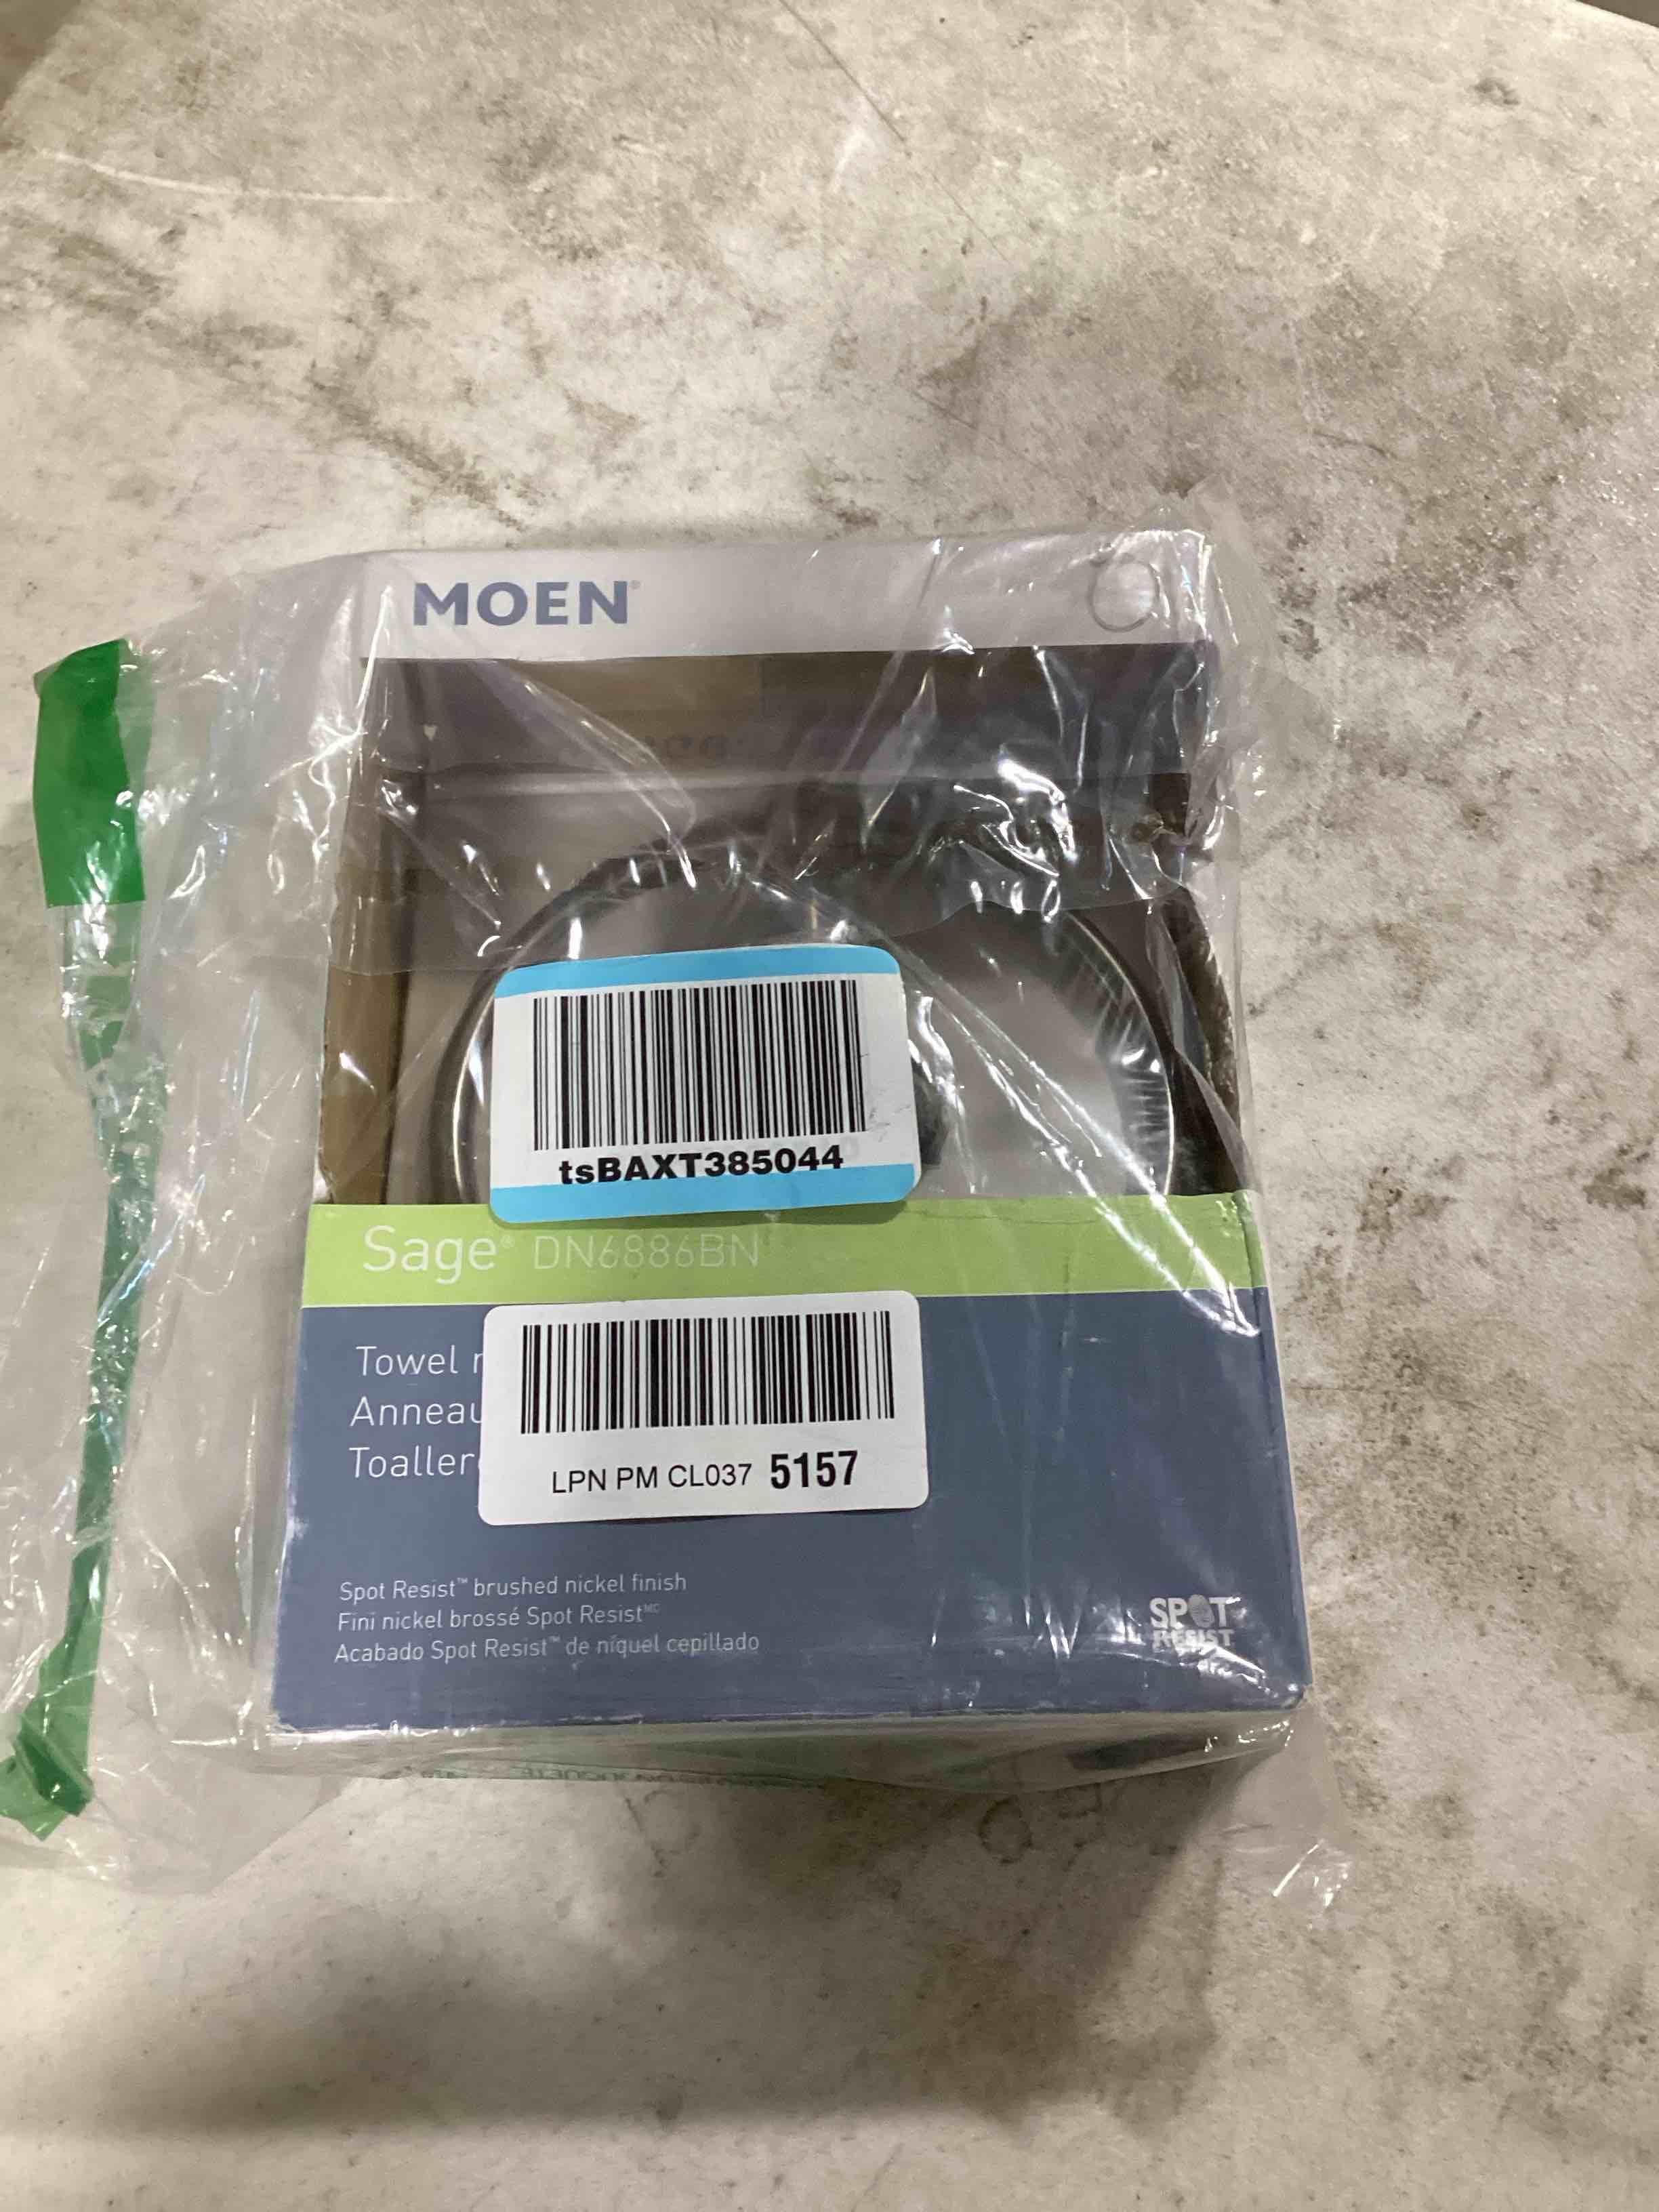 MOEN®
tsBAXT385044
Sage® DN6886BN
Towel r
Anneau
Toaller
LPN PM CL037 5157
Spot Resist™ brushed nickel finish
Fini nickel brossé Spot Resist MC
Acabado Spot Resist™ de níquel cepillado
SPOT
RESIST